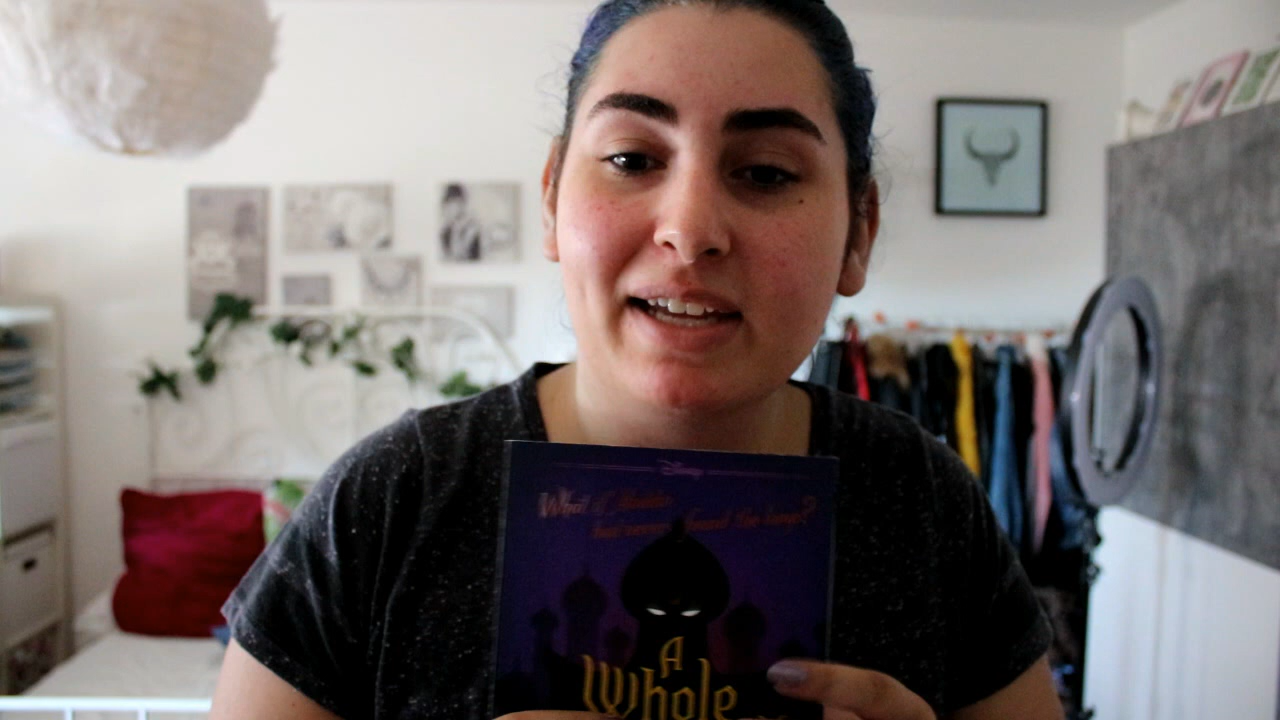 Disney
What if Aladdin
had never found the lamp?
A
Whole